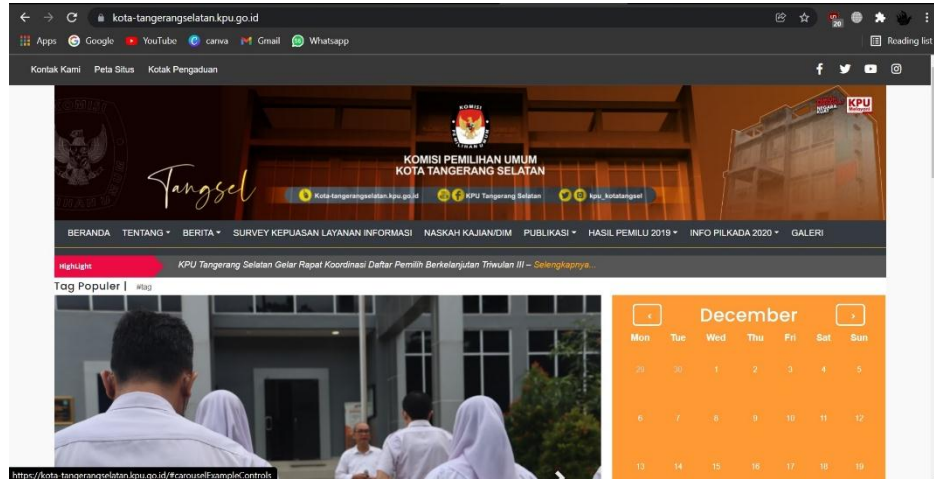 kota-tangerangselatan.kpu.go.id
20
Apps Google YouTube canva Gmail Whatsapp Reading list
Kontak Kami Peta Situs Kotak Pengaduan
KOMISI
PEMILIHAN UMUM
KPU
Melayani
KOMISI PEMILIHAN UMUM
KOTA TANGERANG SELATAN
Tangsel
Kota-tangerangselatan.kpu.go.id KPU Tangerang Selatan kpu_kotatangsel
BERANDA TENTANG BERITA SURVEY KEPUASAN LAYANAN INFORMASI NASKAH KAJIAN/DIM PUBLIKASI HASIL PEMILU 2019 INFO PILKADA 2020 GALERI
HighLight KPU Tangerang Selatan Gelar Rapat Koordinasi Daftar Pemilih Berkelanjutan Triwulan III – Selengkapnya...
Tag Populer | #tag
‹ December ›
Mon Tue Wed Thu Fri Sat Sun
29 30 1 2 3 4 5
6 7 8 9 10 11 12
13 14 15 16 17 18 19
https://kota-tangerangselatan.kpu.go.id/#carouselExampleControls